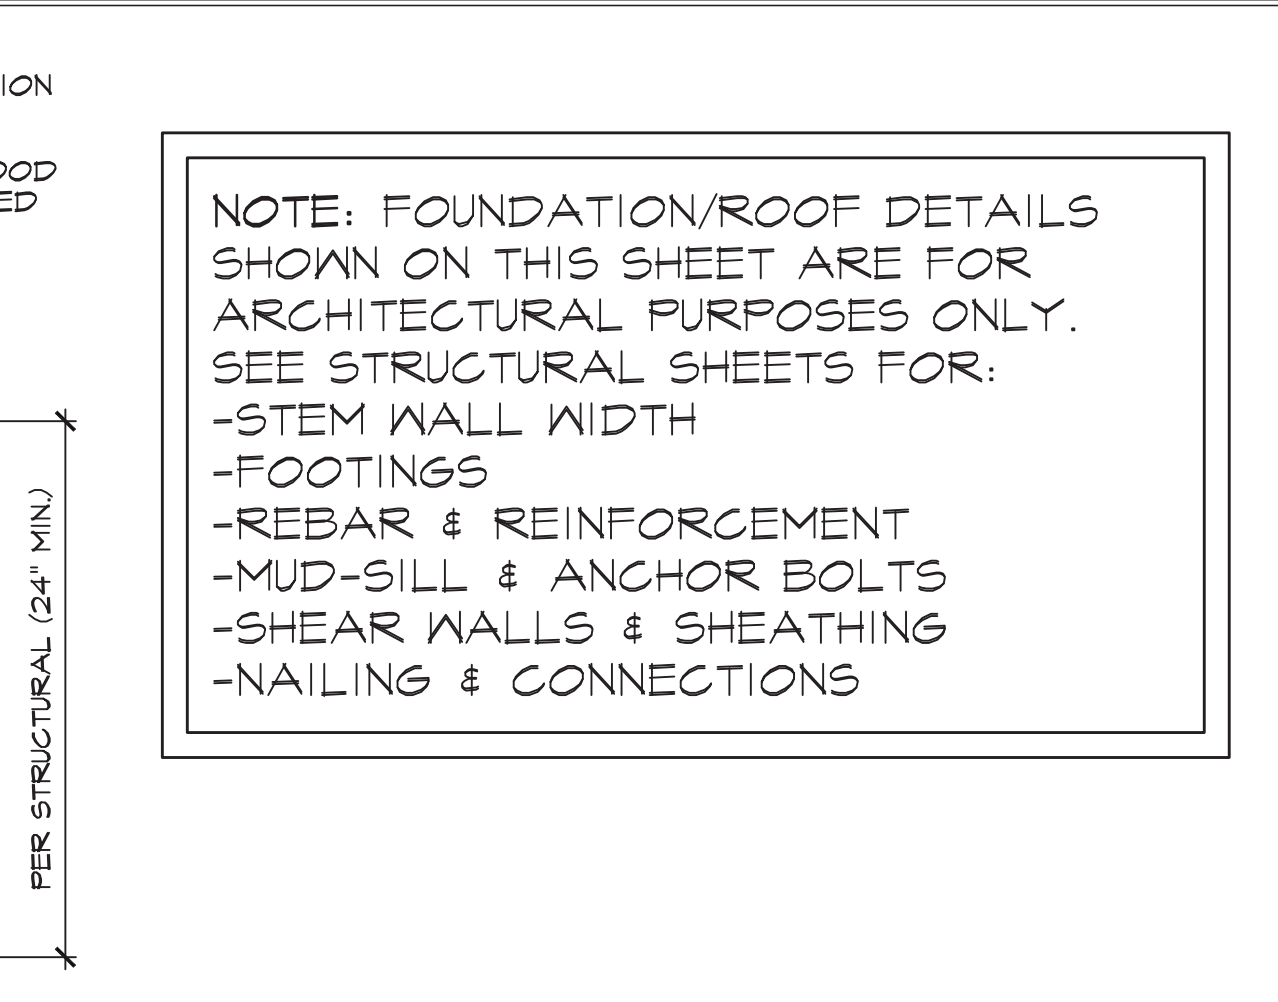 ION
OOD
ED
NOTE: FOUNDATION/ROOF DETAILS
SHOWN ON THIS SHEET ARE FOR
ARCHITECTURAL PURPOSES ONLY.
SEE STRUCTURAL SHEETS FOR:
-STEM WALL WIDTH
-FOOTINGS
-REBAR & REINFORCEMENT
-MUD-SILL & ANCHOR BOLTS
-SHEAR WALLS & SHEATHING
-NAILING & CONNECTIONS
PER STRUCTURAL (24" MIN.)